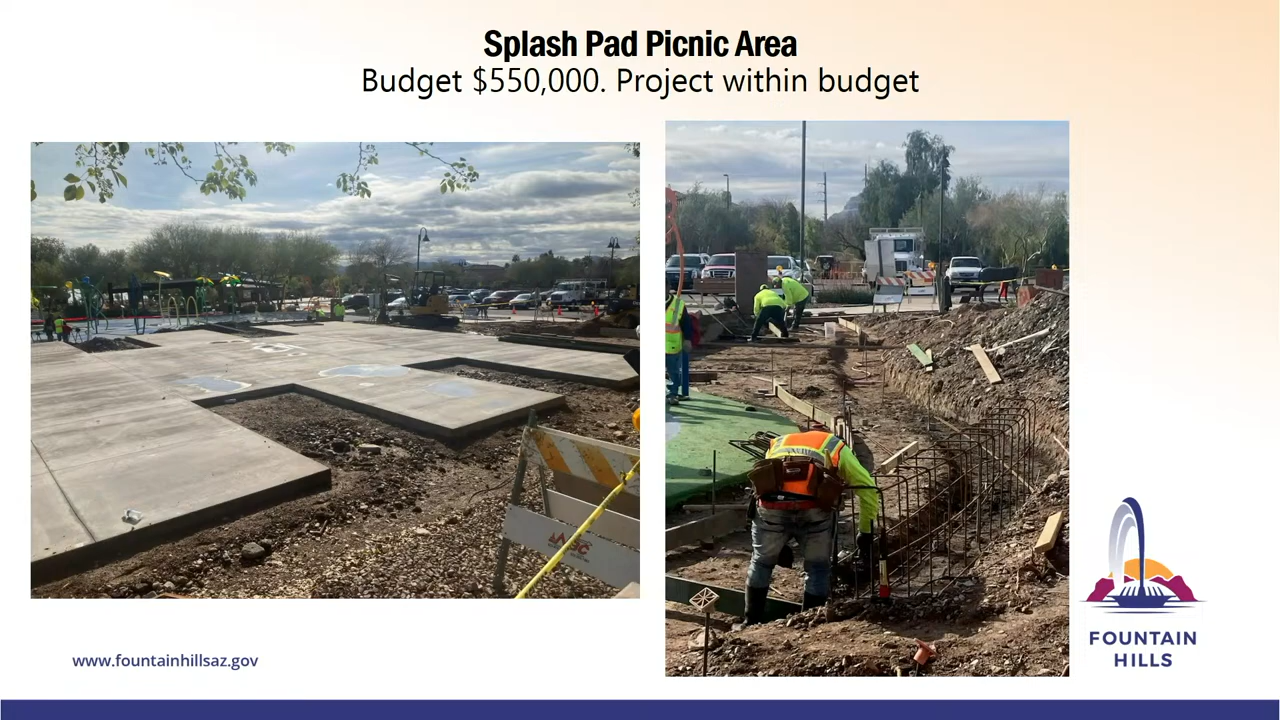 Splash Pad Picnic Area
Budget $550,000. Project within budget
www.fountainhillsaz.gov
FOUNTAIN
HILLS